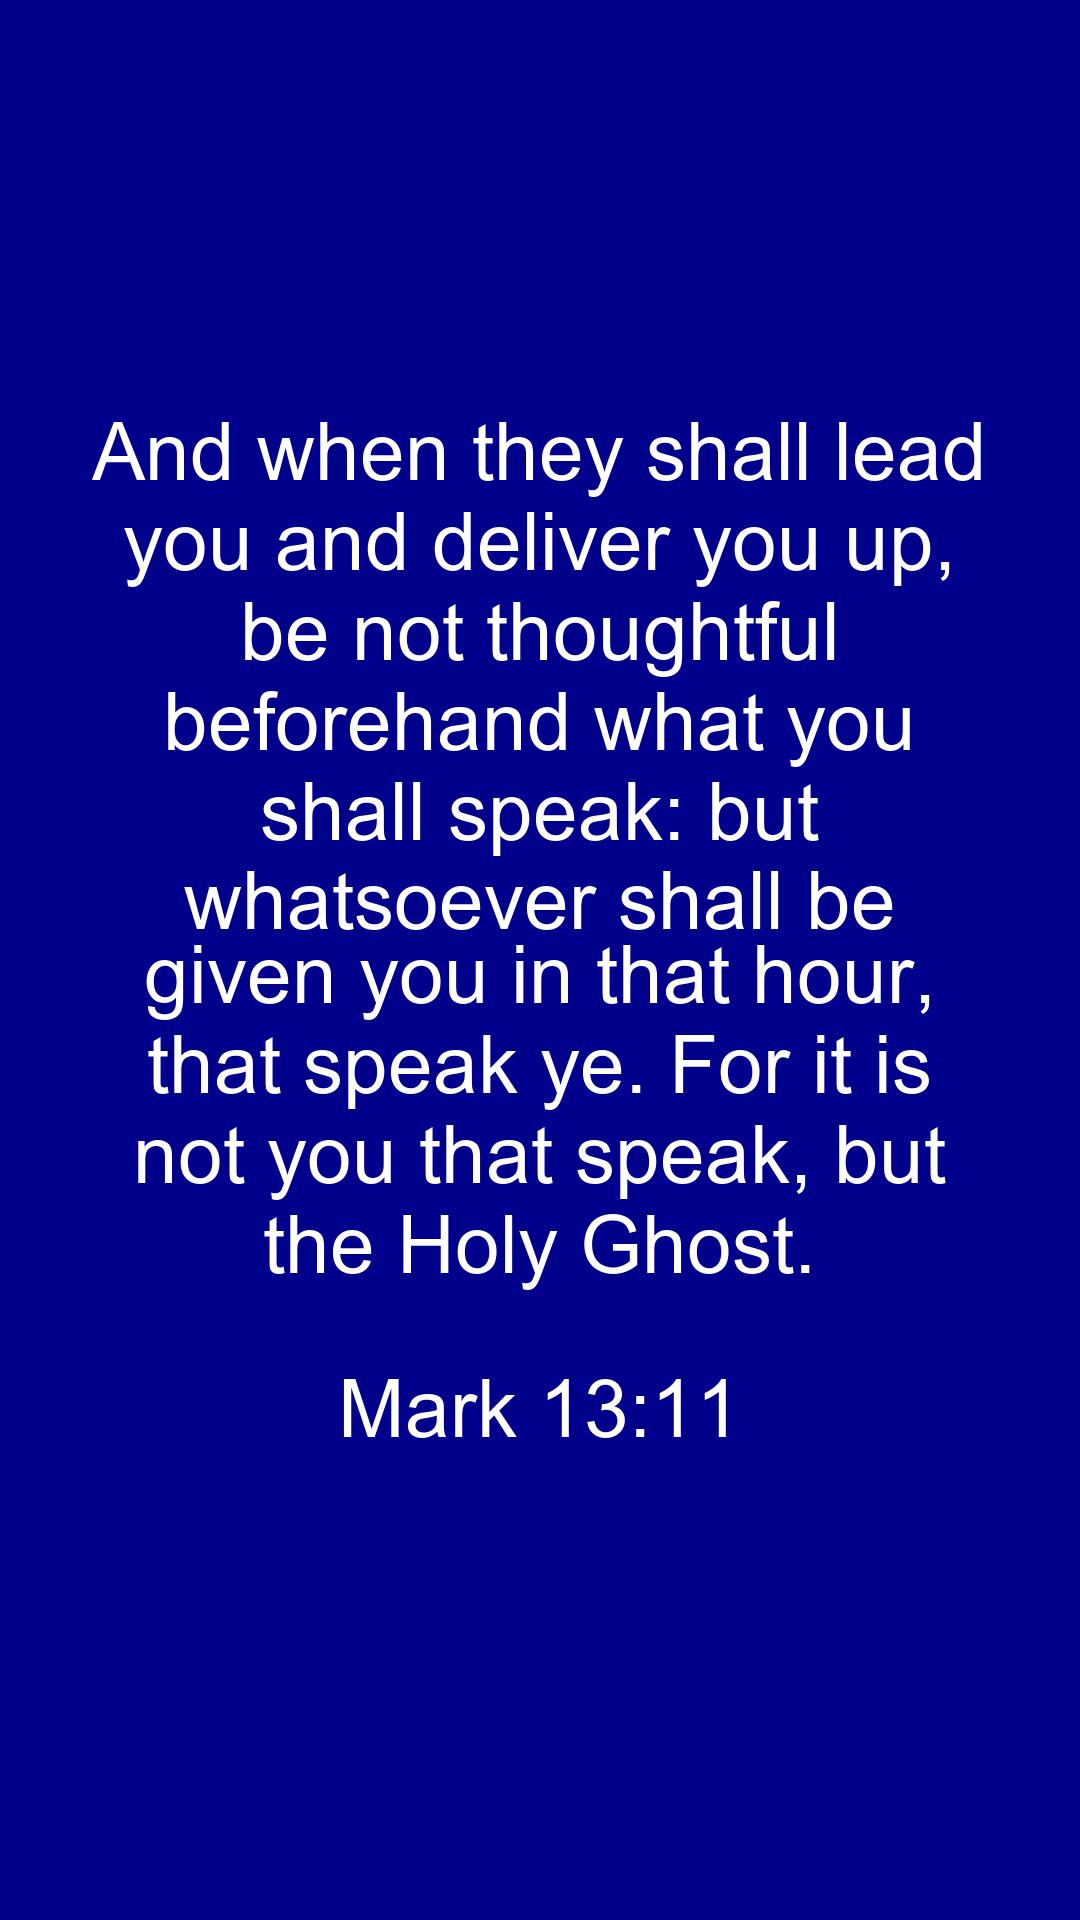 And when they shall lead
you and deliver you up,
be not thoughtful
beforehand what you
shall speak: but
whatsoever shall be
given you in that hour,
that speak ye. For it is
not you that speak, but
the Holy Ghost.
Mark 13:11